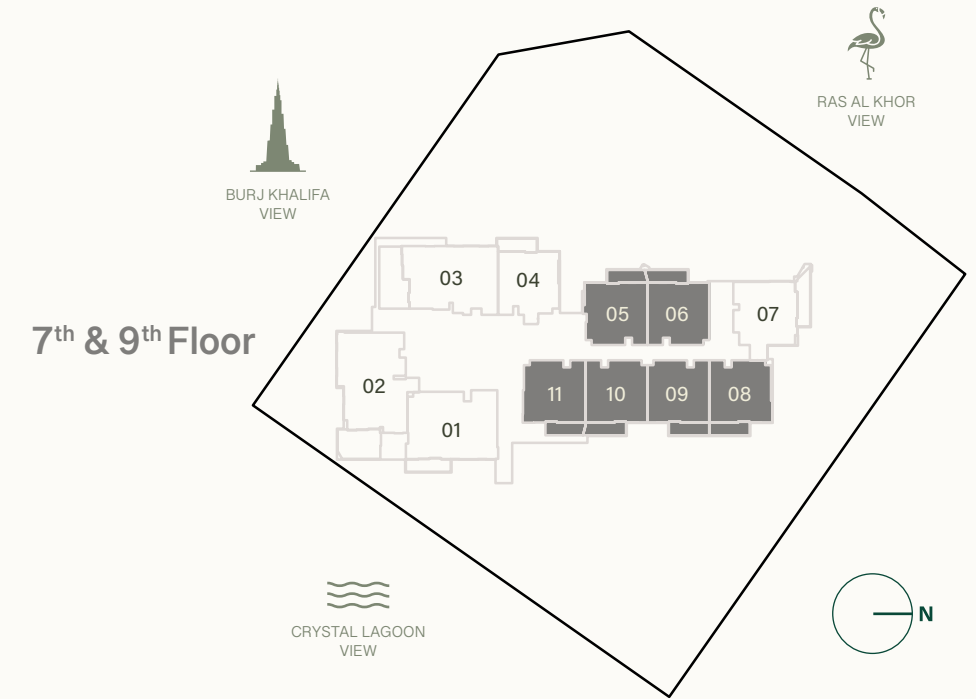 RAS AL KHOR
VIEW
BURJ KHALIFA
VIEW
7th & 9th Floor
03
04
05
06
07
02
01
11
10
09
08
CRYSTAL LAGOON
VIEW
N